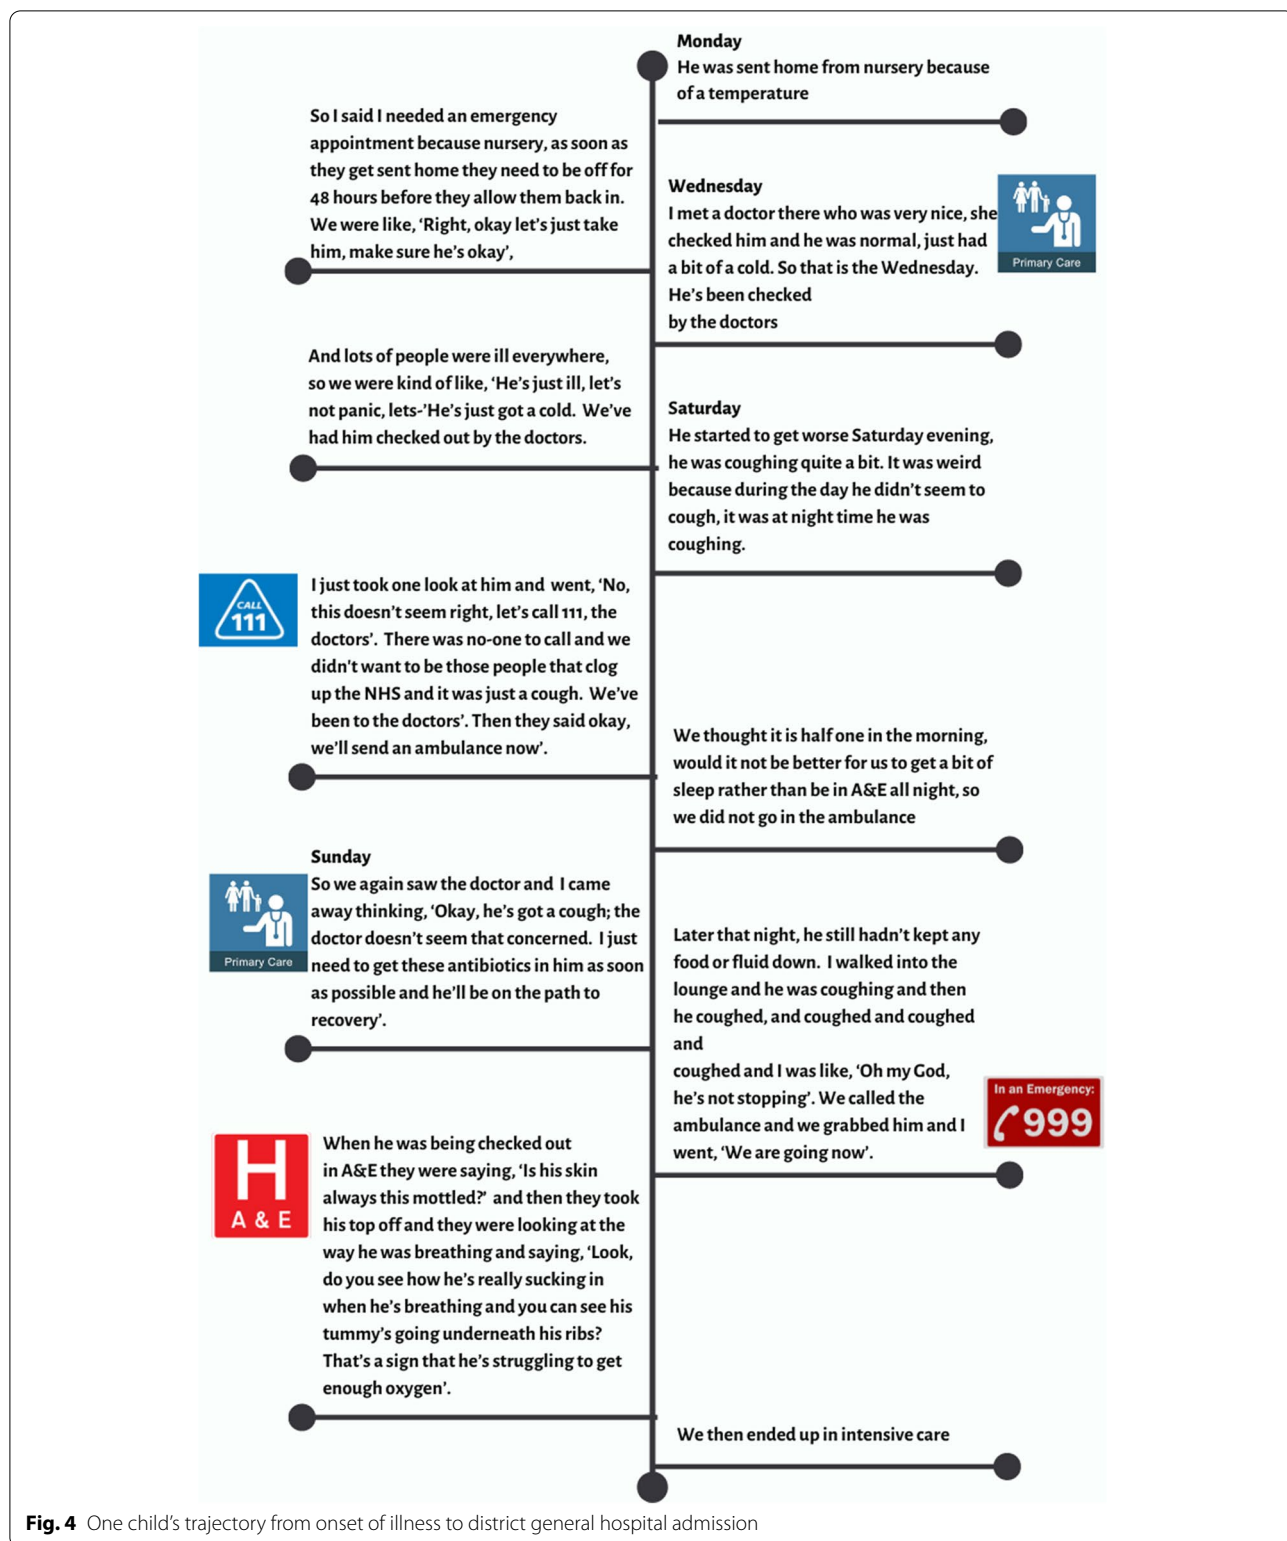 Monday
He was sent home from nursery because
of a temperature
So I said I needed an emergency
appointment because nursery, as soon as
they get sent home they need to be off for
48 hours before they allow them back in.
We were like, ‘Right, okay let’s just take
him, make sure he’s okay’,
Wednesday
I met a doctor there who was very nice, she
checked him and he was normal, just had
a bit of a cold. So that is the Wednesday.
He’s been checked
by the doctors
Primary Care
And lots of people were ill everywhere,
so we were kind of like, ‘He’s just ill, let’s
not panic, lets-’He’s just got a cold. We’ve
had him checked out by the doctors.
Saturday
He started to get worse Saturday evening,
he was coughing quite a bit. It was weird
because during the day he didn’t seem to
cough, it was at night time he was
coughing.
CALL
111
I just took one look at him and went, ‘No,
this doesn’t seem right, let’s call 111, the
doctors’. There was no-one to call and we
didn’t want to be those people that clog
up the NHS and it was just a cough. We’ve
been to the doctors’. Then they said okay,
we’ll send an ambulance now’.
We thought it is half one in the morning,
would it not be better for us to get a bit of
sleep rather than be in A&E all night, so
we did not go in the ambulance
Sunday
So we again saw the doctor and I came
away thinking, ‘Okay, he’s got a cough; the
doctor doesn’t seem that concerned. I just
need to get these antibiotics in him as soon
as possible and he’ll be on the path to
recovery’.
Primary Care
Later that night, he still hadn’t kept any
food or fluid down. I walked into the
lounge and he was coughing and then
he coughed, and coughed and coughed
and
coughed and I was like, ‘Oh my God,
he’s not stopping’. We called the
ambulance and we grabbed him and I
went, ‘We are going now’.
In an Emergency:
999
H
A & E
When he was being checked out
in A&E they were saying, ‘Is his skin
always this mottled?’ and then they took
his top off and they were looking at the
way he was breathing and saying, ‘Look,
do you see how he’s really sucking in
when he’s breathing and you can see his
tummy’s going underneath his ribs?
That’s a sign that he’s struggling to get
enough oxygen’.
We then ended up in intensive care
Fig. 4 One child’s trajectory from onset of illness to district general hospital admission